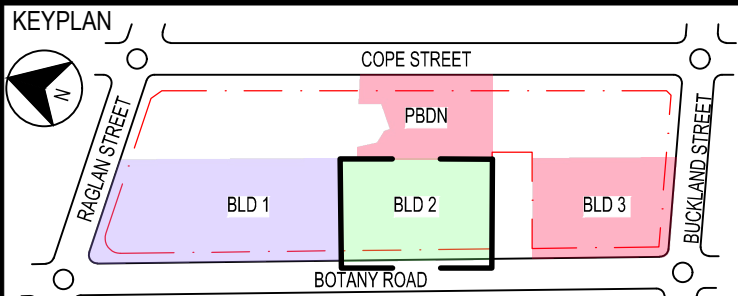 KEYPLAN
COPE STREET
N
PBDN
RAGLAN STREET
BUCKLAND STREET
BLD 1
BLD 2
BLD 3
BOTANY ROAD